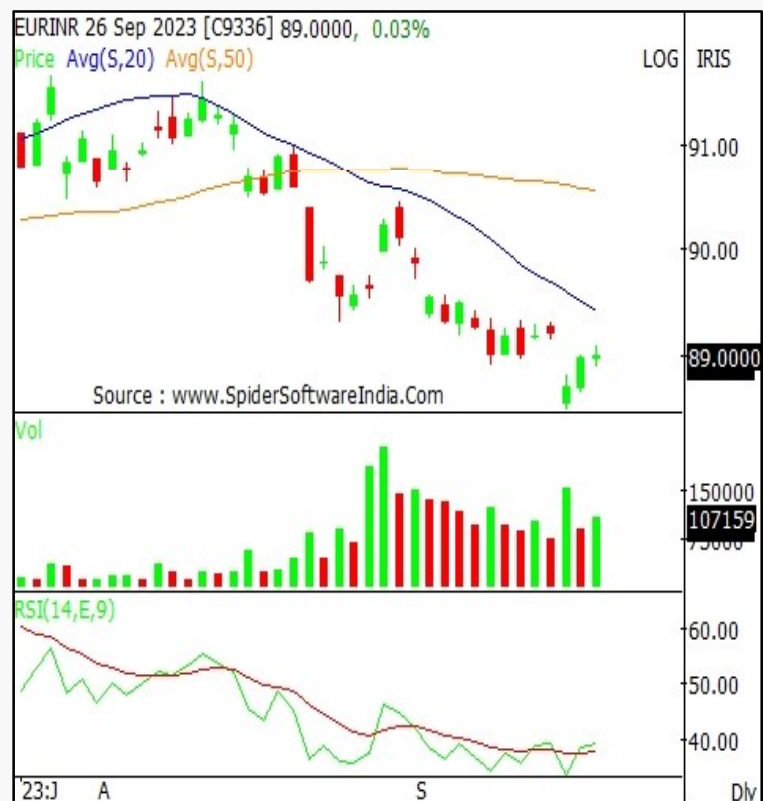 EURINR 26 Sep 2023 [C9336] 89.0000, 0.03%
Price Avg(S,20) Avg(S,50)
LOG IRIS
91.00
90.00
89.0000
Source : www.SpiderSoftwareIndia.Com
Vol
150000
107159
75000
RSI(14,E,9)
60.00
50.00
40.00
'23:J A S Dly